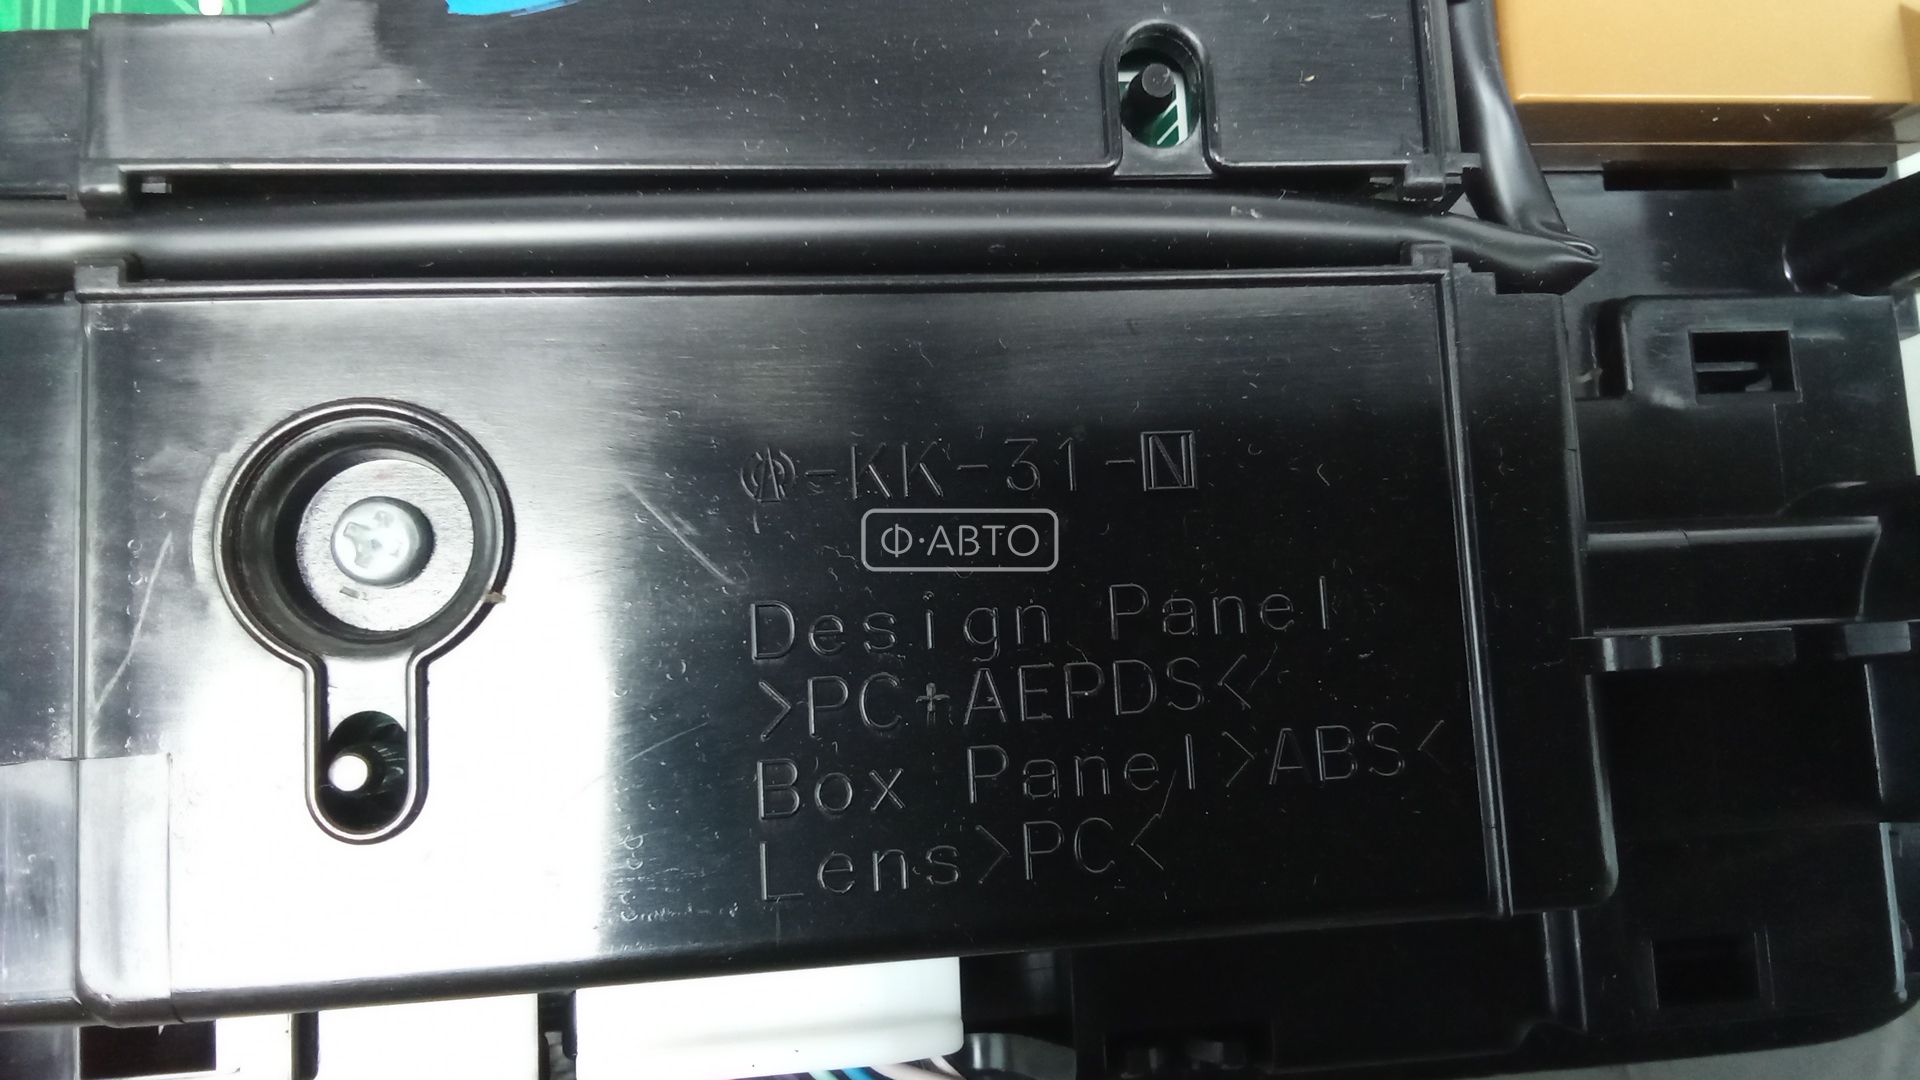 -KK-31-N
Ф·АВТО
Design Panel
>PC+AEPDS<
Box Panel>ABS<
Lens>PC<